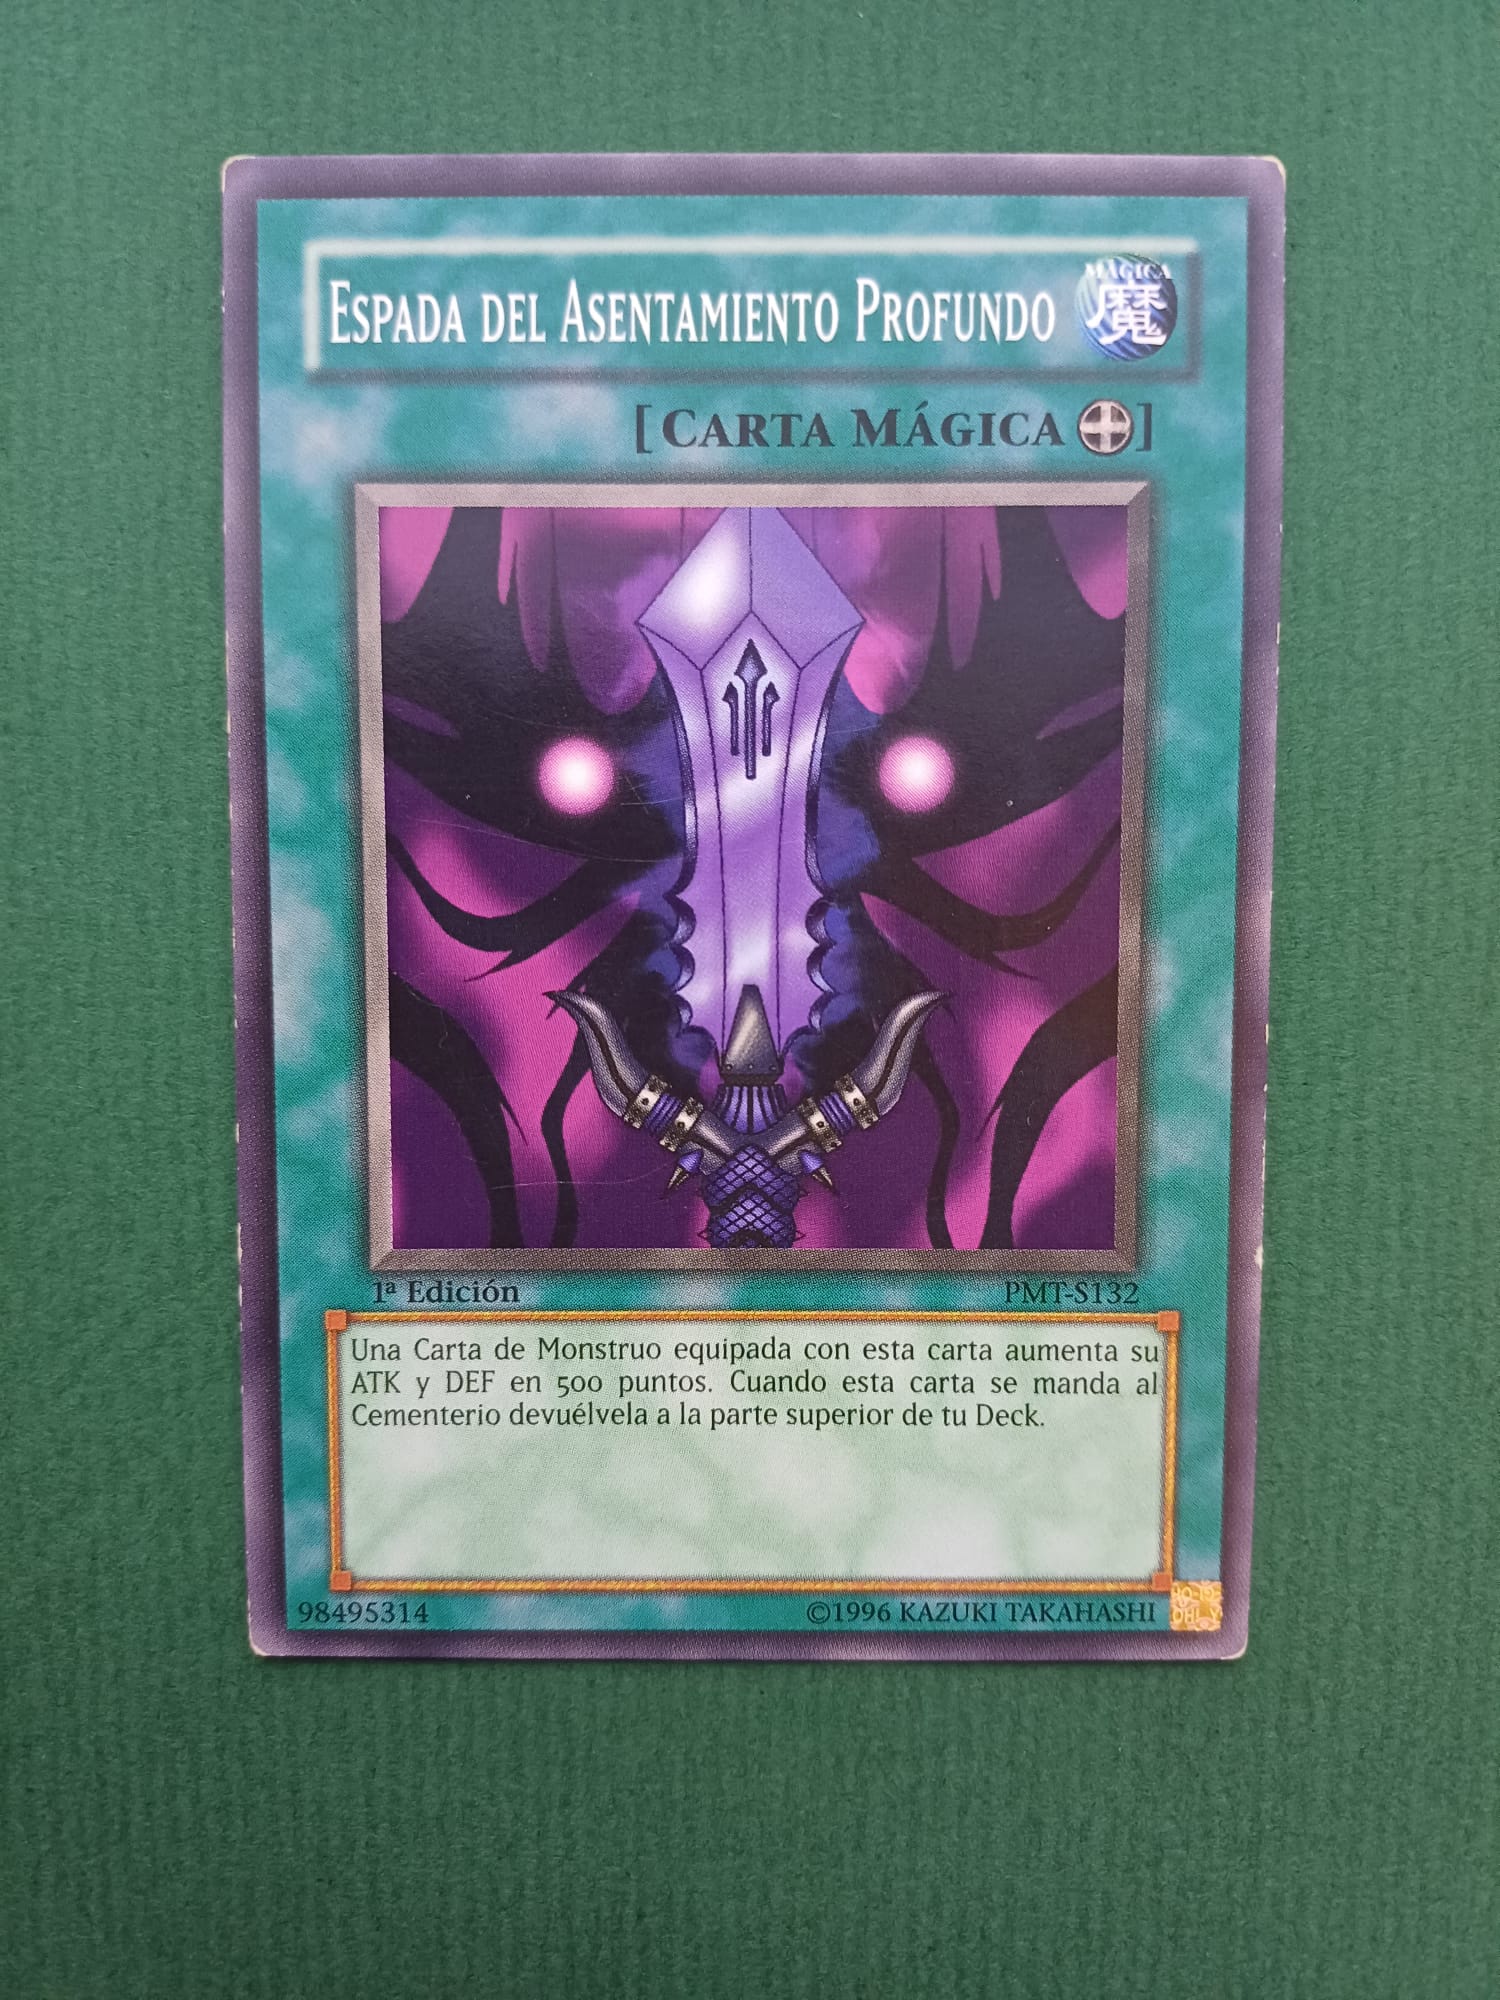 Espada del Asentamiento Profundo
MÁGICA
魔
[CARTA MÁGICA]
1ª Edición
PMT-S132
Una Carta de Monstruo equipada con esta carta aumenta su
ATK y DEF en 500 puntos. Cuando esta carta se manda al
Cementerio devuélvela a la parte superior de tu Deck.
98495314
©1996 KAZUKI TAKAHASHI